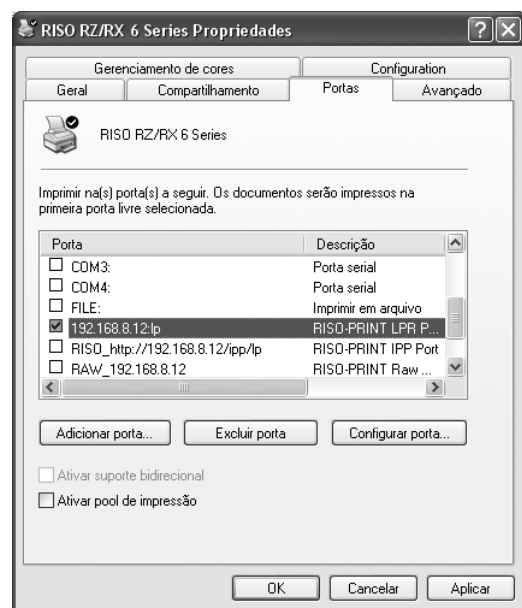 RISO RZ/RX 6 Series Propriedades
Gerenciamento de cores Configuration
Geral Compartilhamento Portas Avançado
RISO RZ/RX 6 Series
Imprimir na(s) porta(s) a seguir. Os documentos serão impressos na
primeira porta livre selecionada.
Porta Descrição
COM3: Porta serial
COM4: Porta serial
FILE: Imprimir em arquivo
192.168.8.12:lp RISO-PRINT LPR P...
RISO_http://192.168.8.12/ipp/lp RISO-PRINT IPP Port
RAW_192.168.8.12 RISO-PRINT Raw ...
Adicionar porta... Excluir porta Configurar porta...
Ativar suporte bidirecional
Ativar pool de impressão
OK Cancelar Aplicar